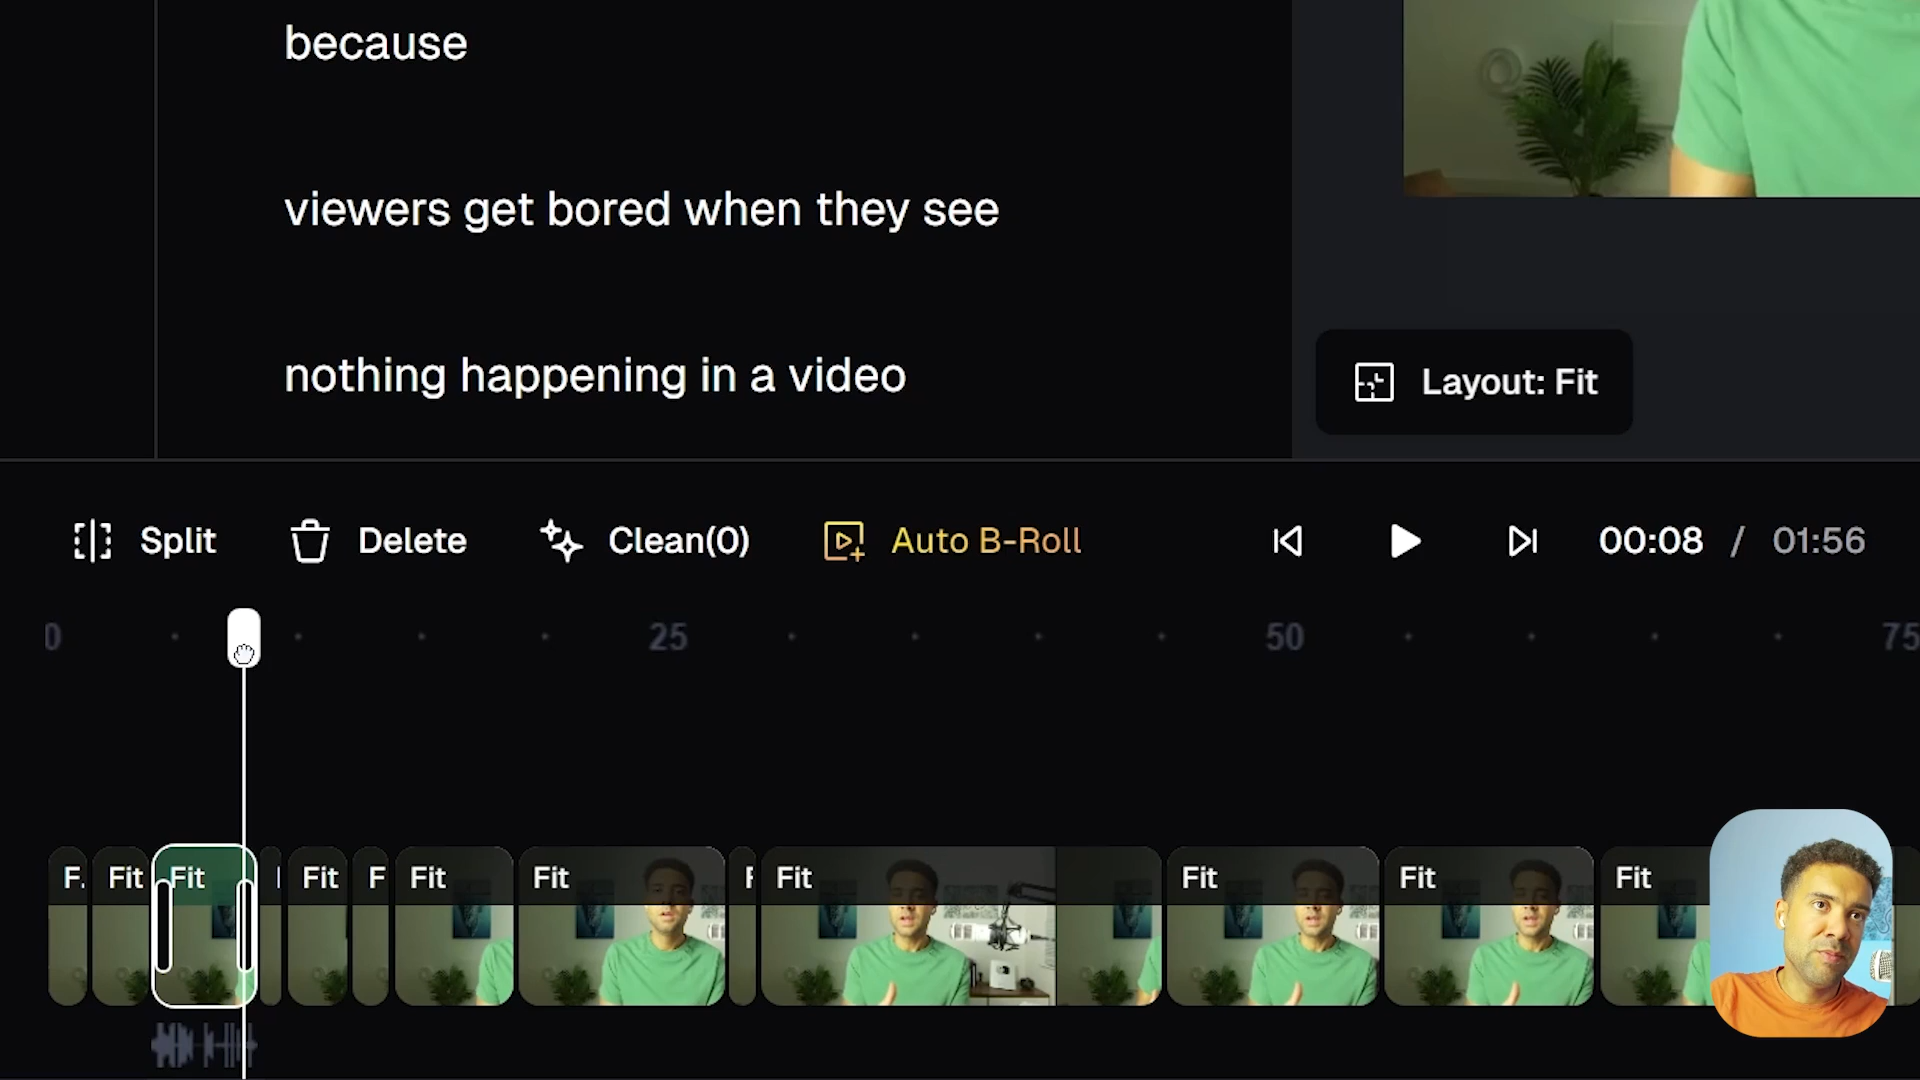 because
viewers get bored when they see
nothing happening in a video
Layout: Fit
Split
Delete
Clean(0)
Auto B-Roll
00:08 / 01:56
0
25
50
75
F.
Fit
Fit
Fit
F
Fit
Fit
Fit
Fit
Fit
Fit